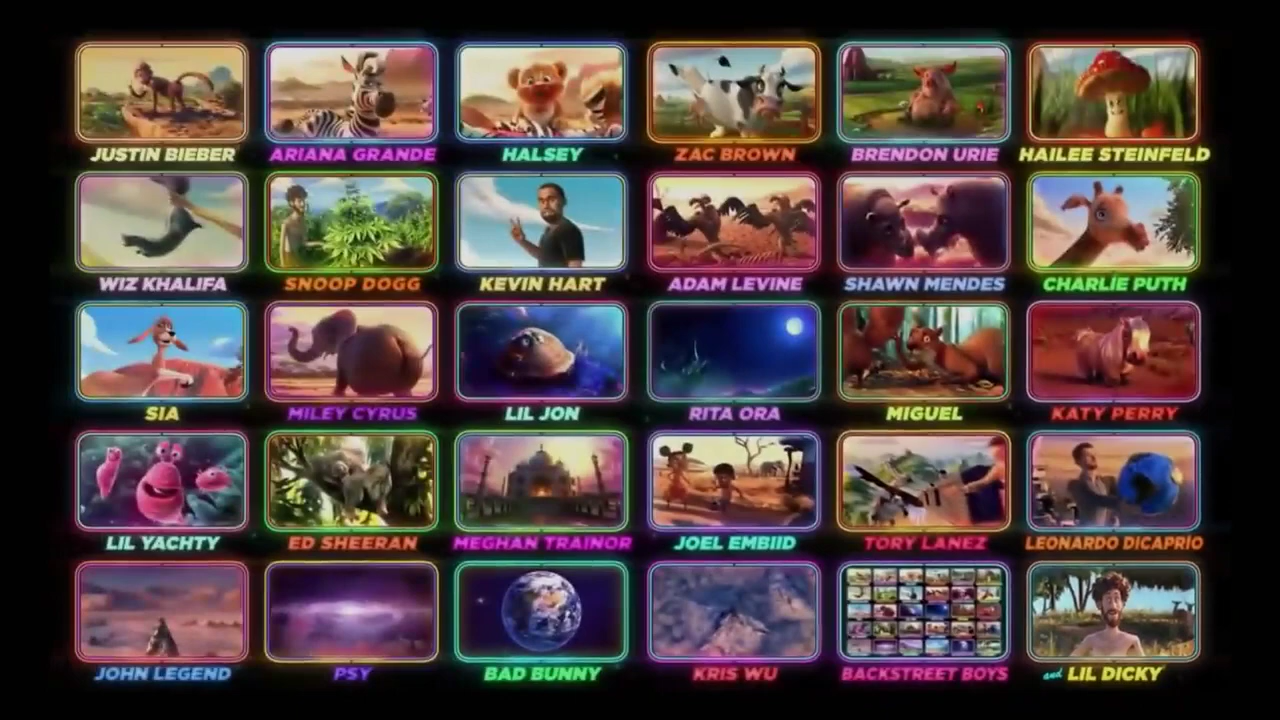 JUSTIN BIEBER
ARIANA GRANDE
HALSEY
ZAC BROWN
BRENDON URIE
HAILEE STEINFELD
WIZ KHALIFA
SNOOP DOGG
KEVIN HART
ADAM LEVINE
SHAWN MENDES
CHARLIE PUTH
SIA
MILEY CYRUS
LIL JON
RITA ORA
MIGUEL
KATY PERRY
LIL YACHTY
ED SHEERAN
MEGHAN TRAINOR
JOEL EMBIID
TORY LANEZ
LEONARDO DICAPRIO
JOHN LEGEND
PSY
BAD BUNNY
KRIS WU
BACKSTREET BOYS
and LIL DICKY